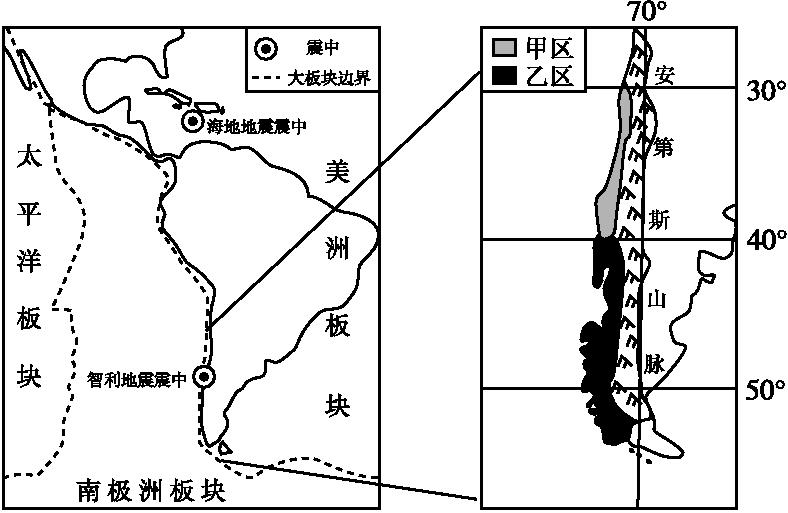 震中
大板块边界
海地地震震中
太平洋板块
美洲板块
智利地震震中
南极洲板块
70°
甲区
乙区
30°
40°
50°
安第斯山脉